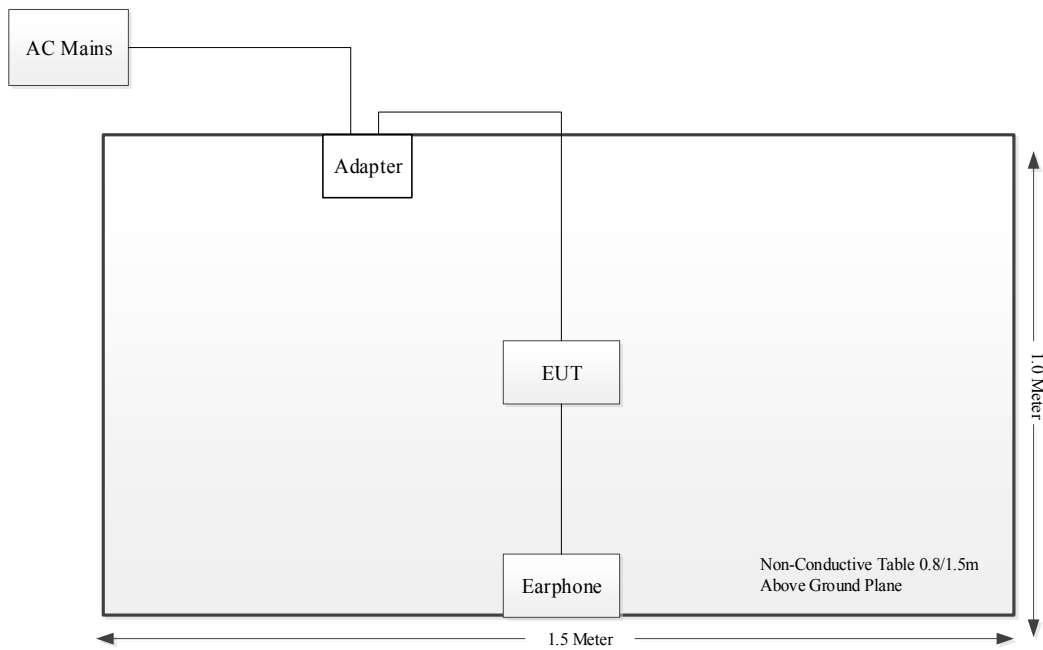 AC Mains
Adapter
EUT
1.0 Meter
Earphone
Non-Conductive Table 0.8/1.5m
Above Ground Plane
1.5 Meter